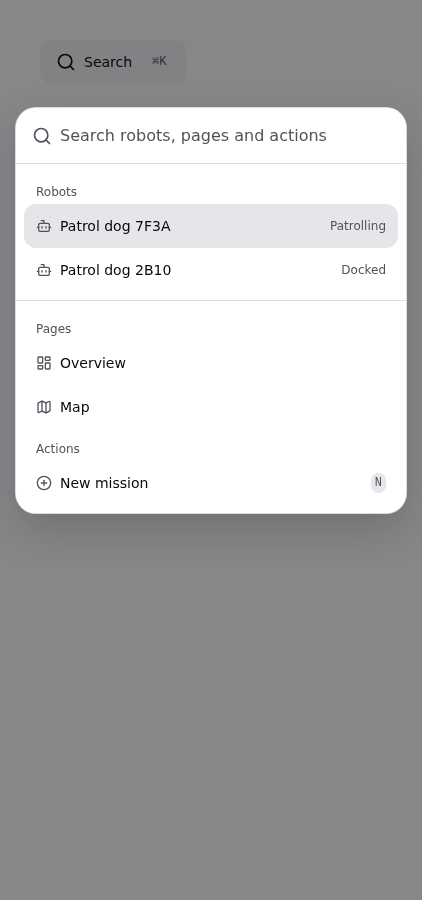 Search ⌘K
Search robots, pages and actions
Robots
Patrol dog 7F3A Patrolling
Patrol dog 2B10 Docked
Pages
Overview
Map
Actions
New mission N